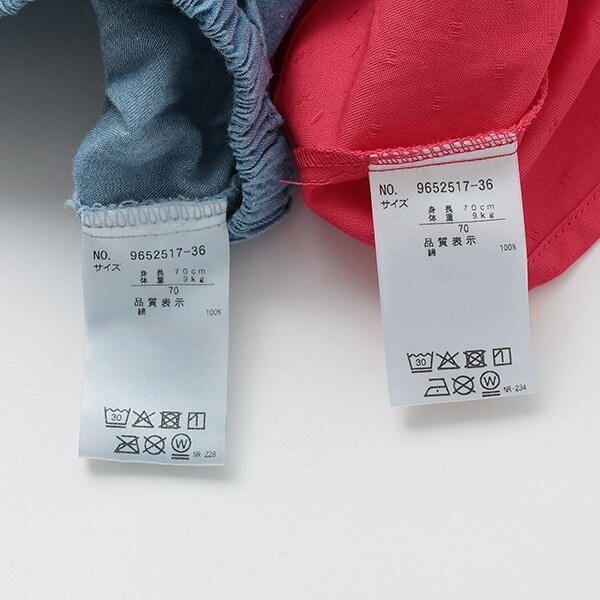 NO. 9652517-36
サイズ
身 長 70cm
体 重 9kg
70
品質表示
綿 100%
30
NR-228
NO. 9652517-36
サイズ
身 長 70cm
体 重 9kg
70
品質表示
綿 100%
30
NR-234